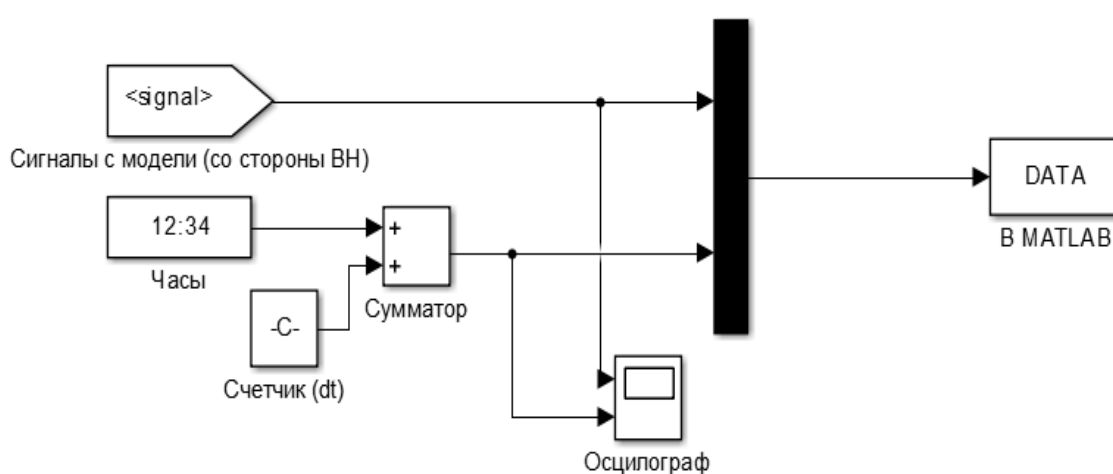 <signal>
Сигналы с модели (со стороны ВН)
12:34
Часы
+
+
Сумматор
-C-
Счетчик (dt)
Осцилограф
DATA
В MATLAB